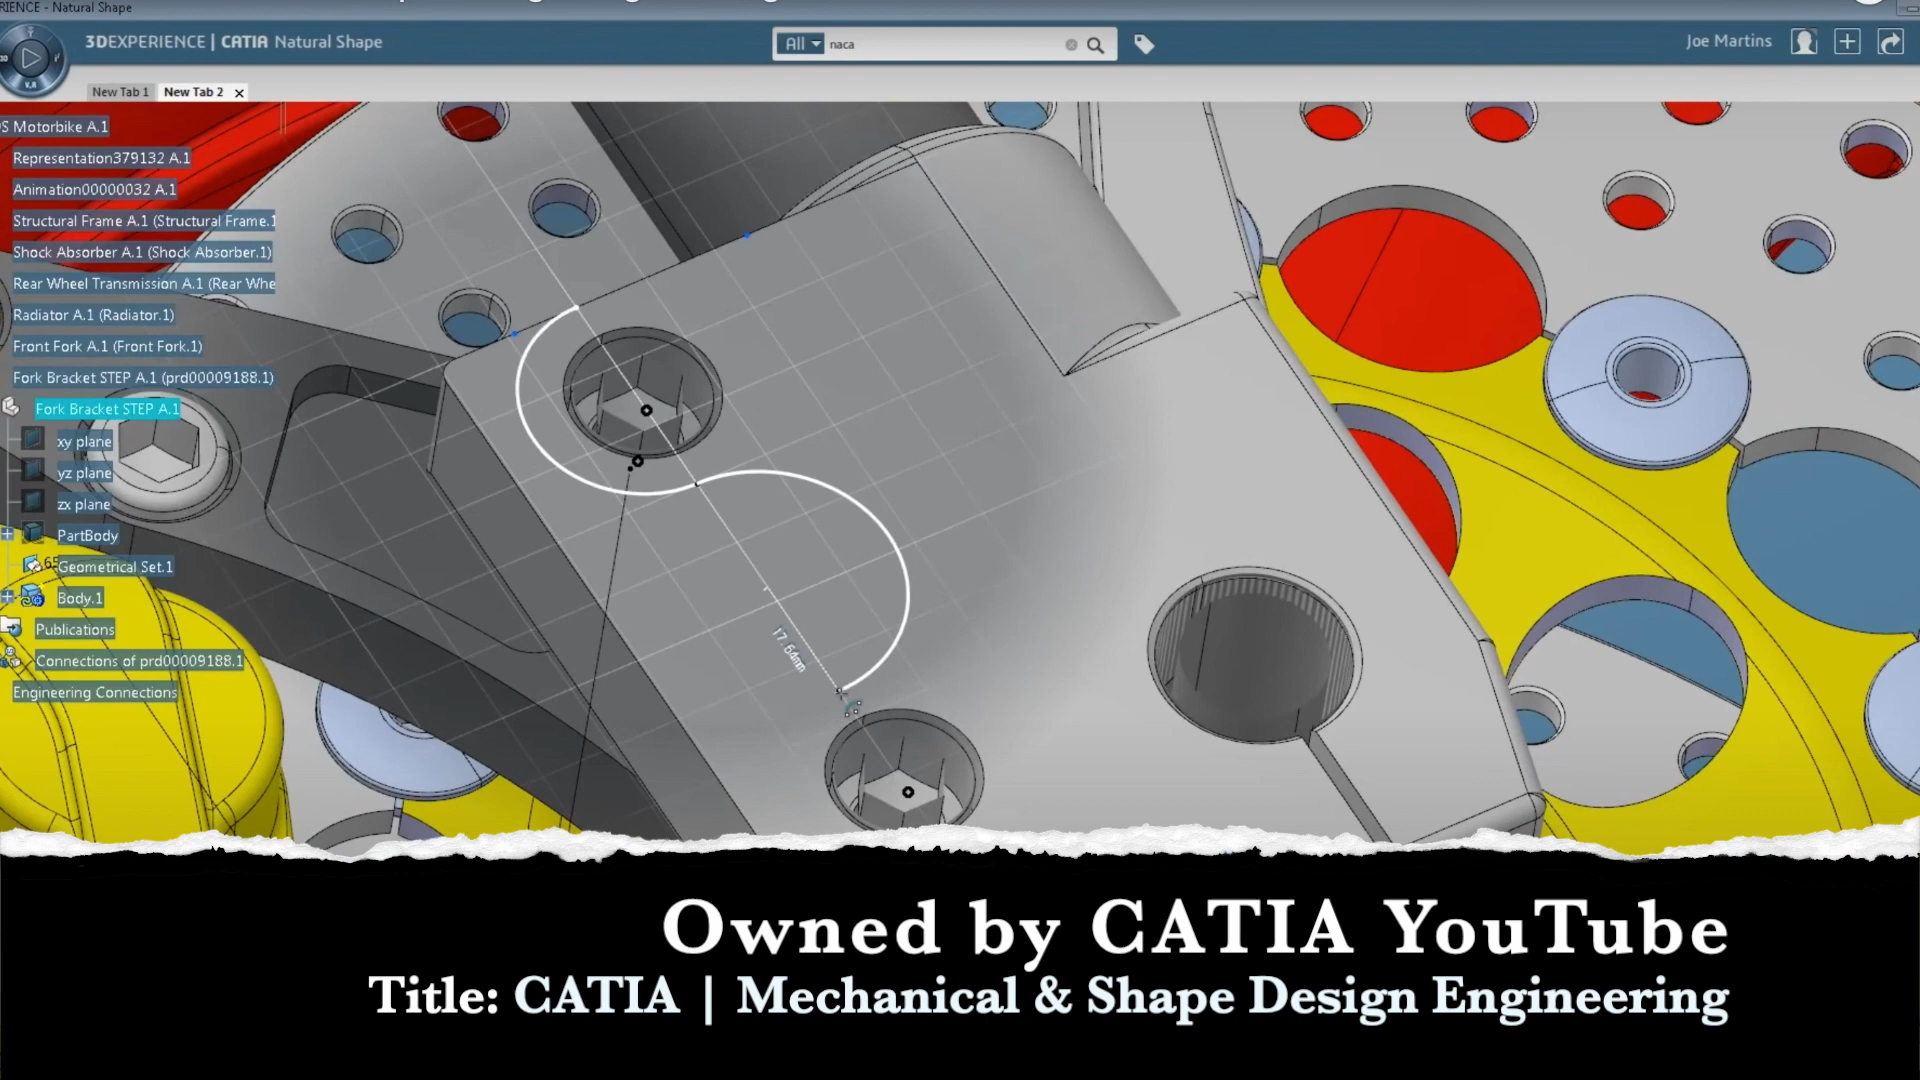 RIENCE - Natural Shape
3DEXPERIENCE | CATIA Natural Shape
All naca
Joe Martins
V.R
New Tab 1
New Tab 2
S Motorbike A.1
Representation379132 A.1
Animation00000032 A.1
Structural Frame A.1 (Structural Frame.1
Shock Absorber A.1 (Shock Absorber.1)
Rear Wheel Transmission A.1 (Rear Whe
Radiator A.1 (Radiator.1)
Front Fork A.1 (Front Fork.1)
Fork Bracket STEP A.1 (prd00009188.1)
Fork Bracket STEP A.1
xy plane
yz plane
zx plane
PartBody
65
Geometrical Set.1
Body.1
Publications
Connections of prd00009188.1
Engineering Connections
17.64mm
Owned by CATIA YouTube
Title: CATIA | Mechanical & Shape Design Engineering